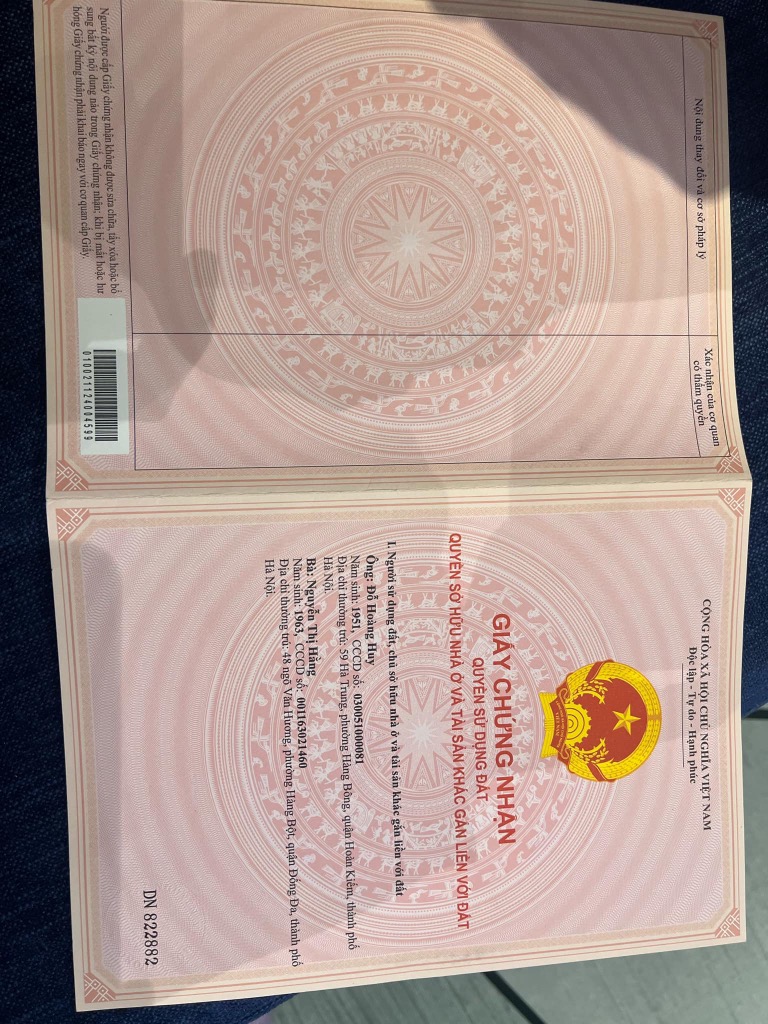 Nội dung thay đổi và cơ sở pháp lý
Xác nhận của cơ quan
có thẩm quyền
Người được cấp Giấy chứng nhận không được sửa chữa, tẩy xóa hoặc bổ
sung bất kỳ nội dung nào trong Giấy chứng nhận; khi bị mất hoặc hư
hỏng Giấy chứng nhận phải khai báo ngay với cơ quan cấp Giấy.
010021124004599
CỘNG HÒA XÃ HỘI CHỦ NGHĨA VIỆT NAM
Độc lập - Tự do - Hạnh phúc
GIẤY CHỨNG NHẬN
QUYỀN SỬ DỤNG ĐẤT
QUYỀN SỞ HỮU NHÀ Ở VÀ TÀI SẢN KHÁC GẮN LIỀN VỚI ĐẤT
I. Người sử dụng đất, chủ sở hữu nhà ở và tài sản khác gắn liền với đất
Ông: Đỗ Hoàng Huy
Năm sinh: 1951, CCCD số: 030051000081
Địa chỉ thường trú: 59 Hà Trung, phường Hàng Bông, quận Hoàn Kiếm, thành phố
Hà Nội.
Bà: Nguyễn Thị Hằng
Năm sinh: 1963, CCCD số: 001163021460
Địa chỉ thường trú: 48 ngõ Văn Hương, phường Hàng Bột, quận Đống Đa, thành phố
Hà Nội.
DN 822882